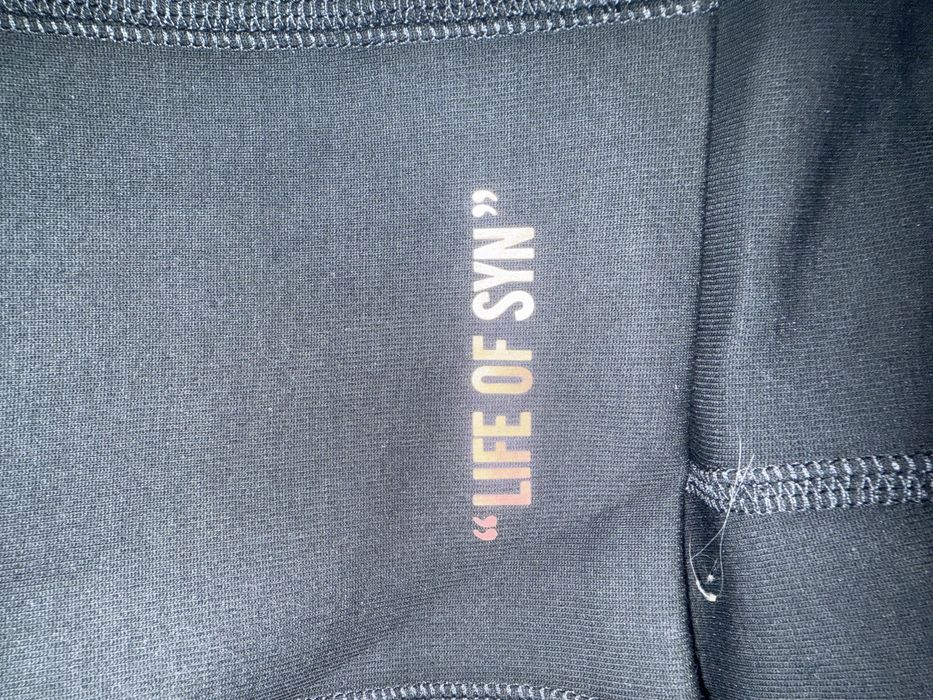 “LIFE OF SYN”